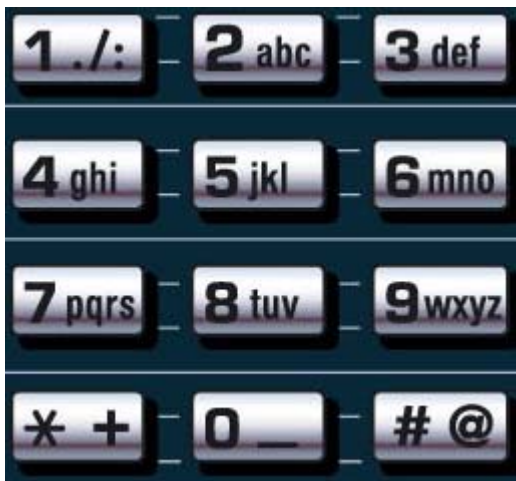 1 ./: 2 abc 3 def
4 ghi 5 jkl 6 mno
7 pqrs 8 tuv 9 wxyz
* + 0 _ # @